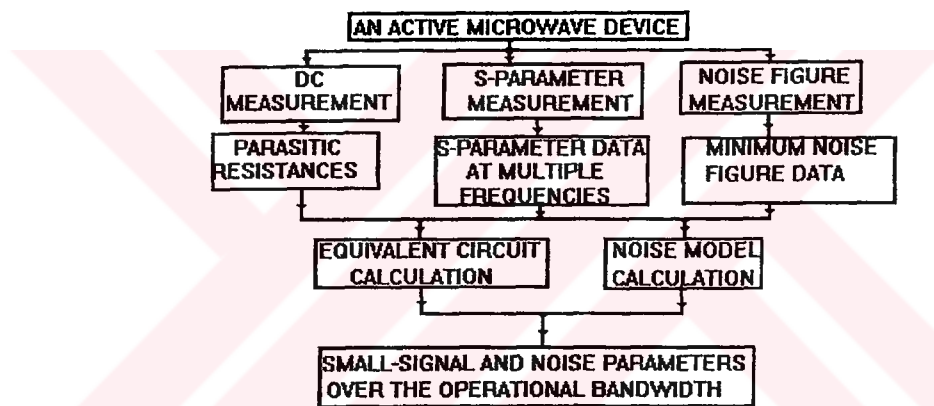 AN ACTIVE MICROWAVE DEVICE
DC
MEASUREMENT
S-PARAMETER
MEASUREMENT
NOISE FIGURE
MEASUREMENT
PARASITIC
RESISTANCES
S-PARAMETER DATA
AT MULTIPLE
FREQUENCIES
MINIMUM NOISE
FIGURE DATA
EQUIVALENT CIRCUIT
CALCULATION
NOISE MODEL
CALCULATION
SMALL-SIGNAL AND NOISE PARAMETERS
OVER THE OPERATIONAL BANDWIDTH